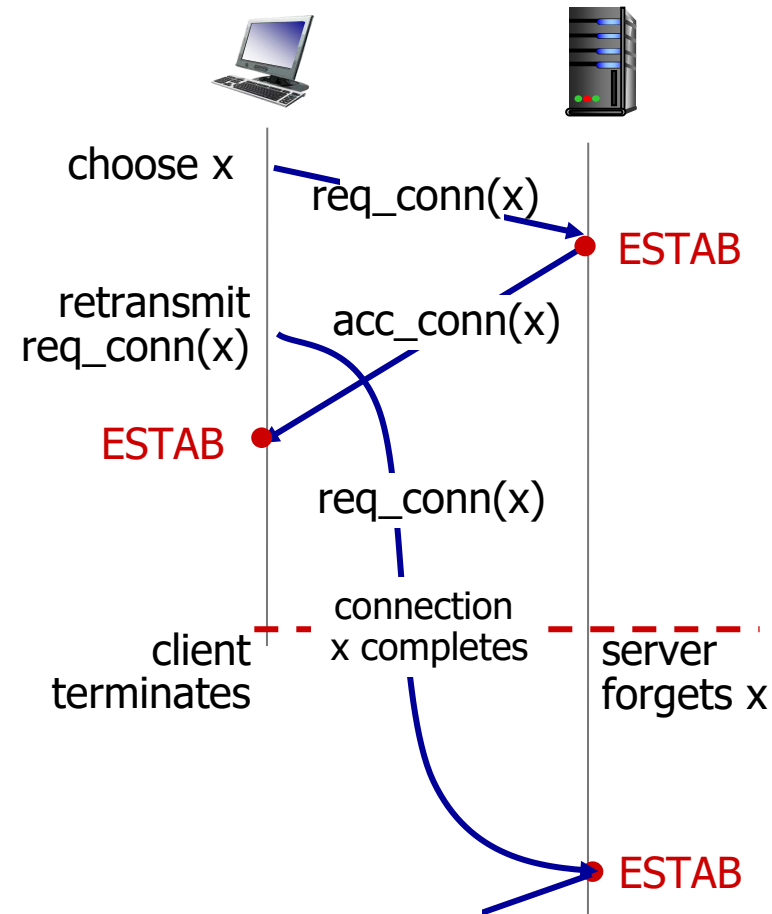 choose x
req_conn(x)
ESTAB
retransmit
req_conn(x)
acc_conn(x)
ESTAB
req_conn(x)
connection
x completes
client
terminates
server
forgets x
ESTAB